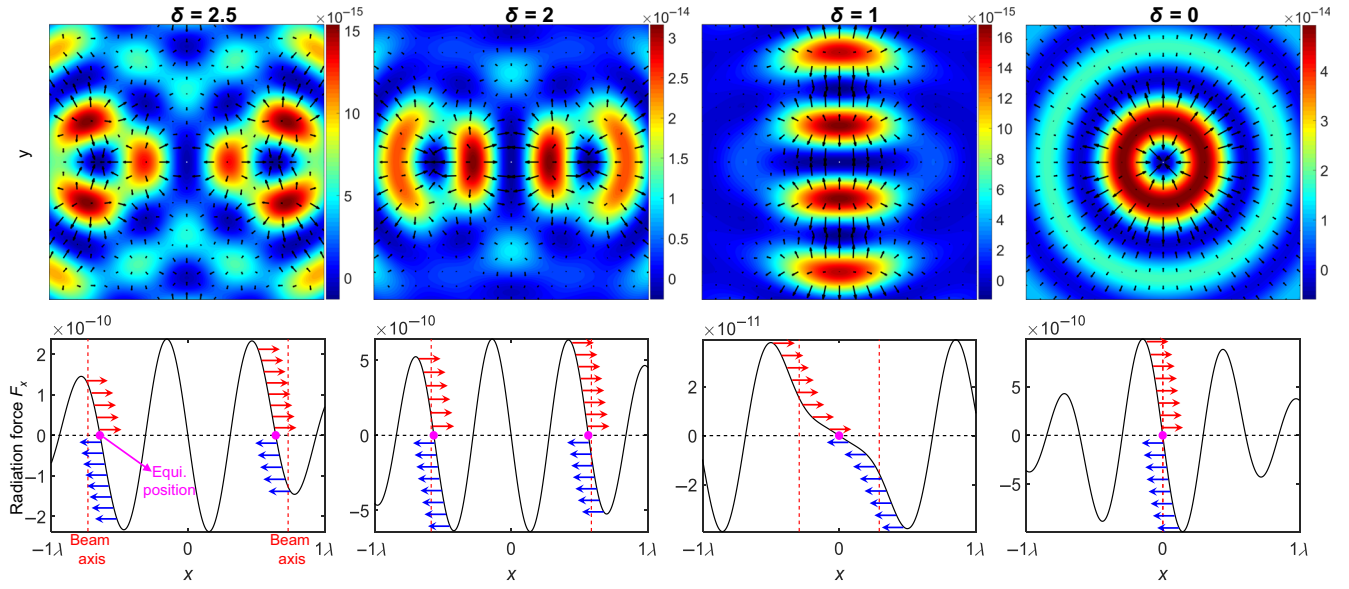 δ = 2.5
×10⁻¹⁵
15
10
5
0
y
δ = 2
×10⁻¹⁴
3
2.5
2
1.5
1
0.5
0
δ = 1
×10⁻¹⁵
16
14
12
10
8
6
4
2
0
δ = 0
×10⁻¹⁴
4
3
2
1
0
×10⁻¹⁰
2
1
0
−1
−2
Radiation force Fₓ
Equi.
position
Beam
axis
Beam
axis
−1λ
0
1λ
x
×10⁻¹⁰
5
0
−5
−1λ
0
1λ
x
×10⁻¹¹
2
0
−2
−1λ
0
1λ
x
×10⁻¹⁰
5
0
−5
−1λ
0
1λ
x